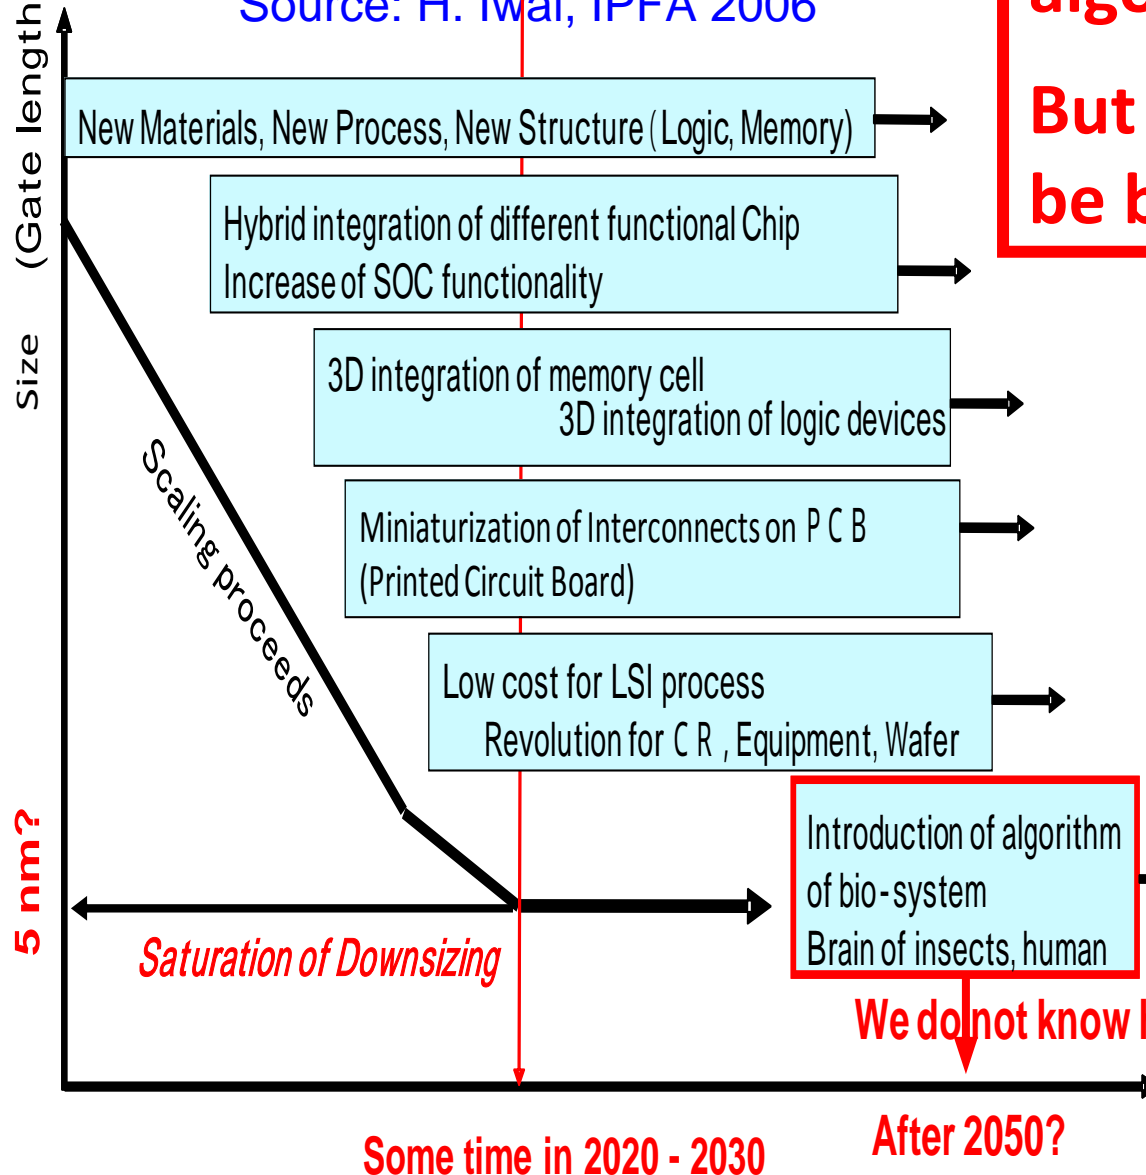 Source: H. Iwai, IPFA 2006
But
be
Size (Gate length
New Materials, New Process, New Structure (Logic, Memory)
Hybrid integration of different functional Chip
Increase of SOC functionality
3D integration of memory cell
3D integration of logic devices
Scaling proceeds
Miniaturization of Interconnects on P C B
(Printed Circuit Board)
Low cost for LSI process
Revolution for C R , Equipment, Wafer
5 nm?
Introduction of algorithm
of bio-system
Brain of insects, human
Saturation of Downsizing
We do not know
After 2050?
Some time in 2020 - 2030